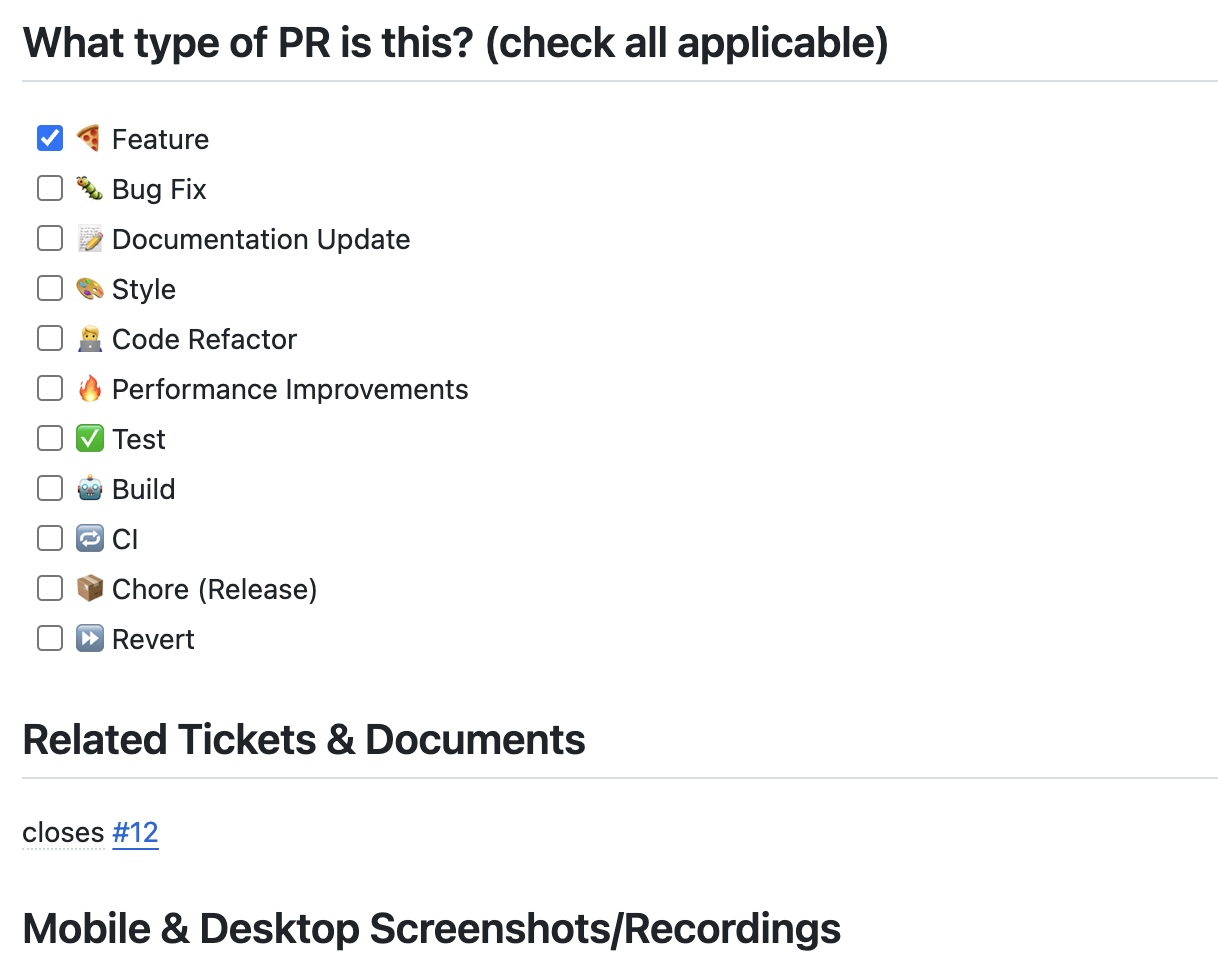 What type of PR is this? (check all applicable)
🍕 Feature
🐛 Bug Fix
📝 Documentation Update
🎨 Style
🧑‍💻 Code Refactor
🔥 Performance Improvements
✅ Test
🤖 Build
🔁 CI
📦 Chore (Release)
⏩ Revert
Related Tickets & Documents
closes #12
Mobile & Desktop Screenshots/Recordings